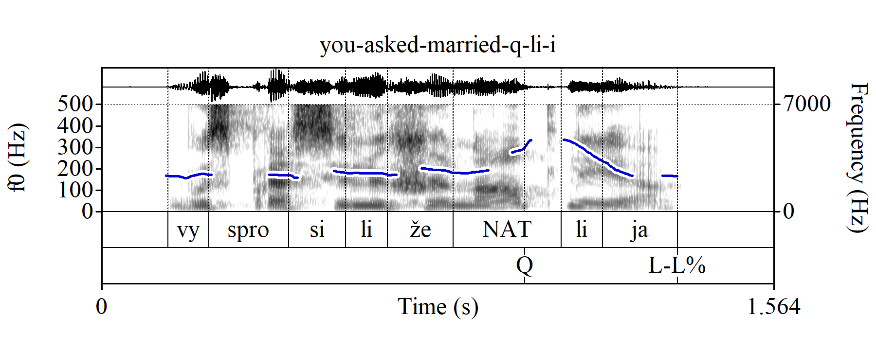 you-asked-married-q-li-i
500
400
300
200
100
0
f0 (Hz)
7000
0
Frequency (Hz)
vy spro si li že NAT li ja
Q L-L%
0 Time (s) 1.564